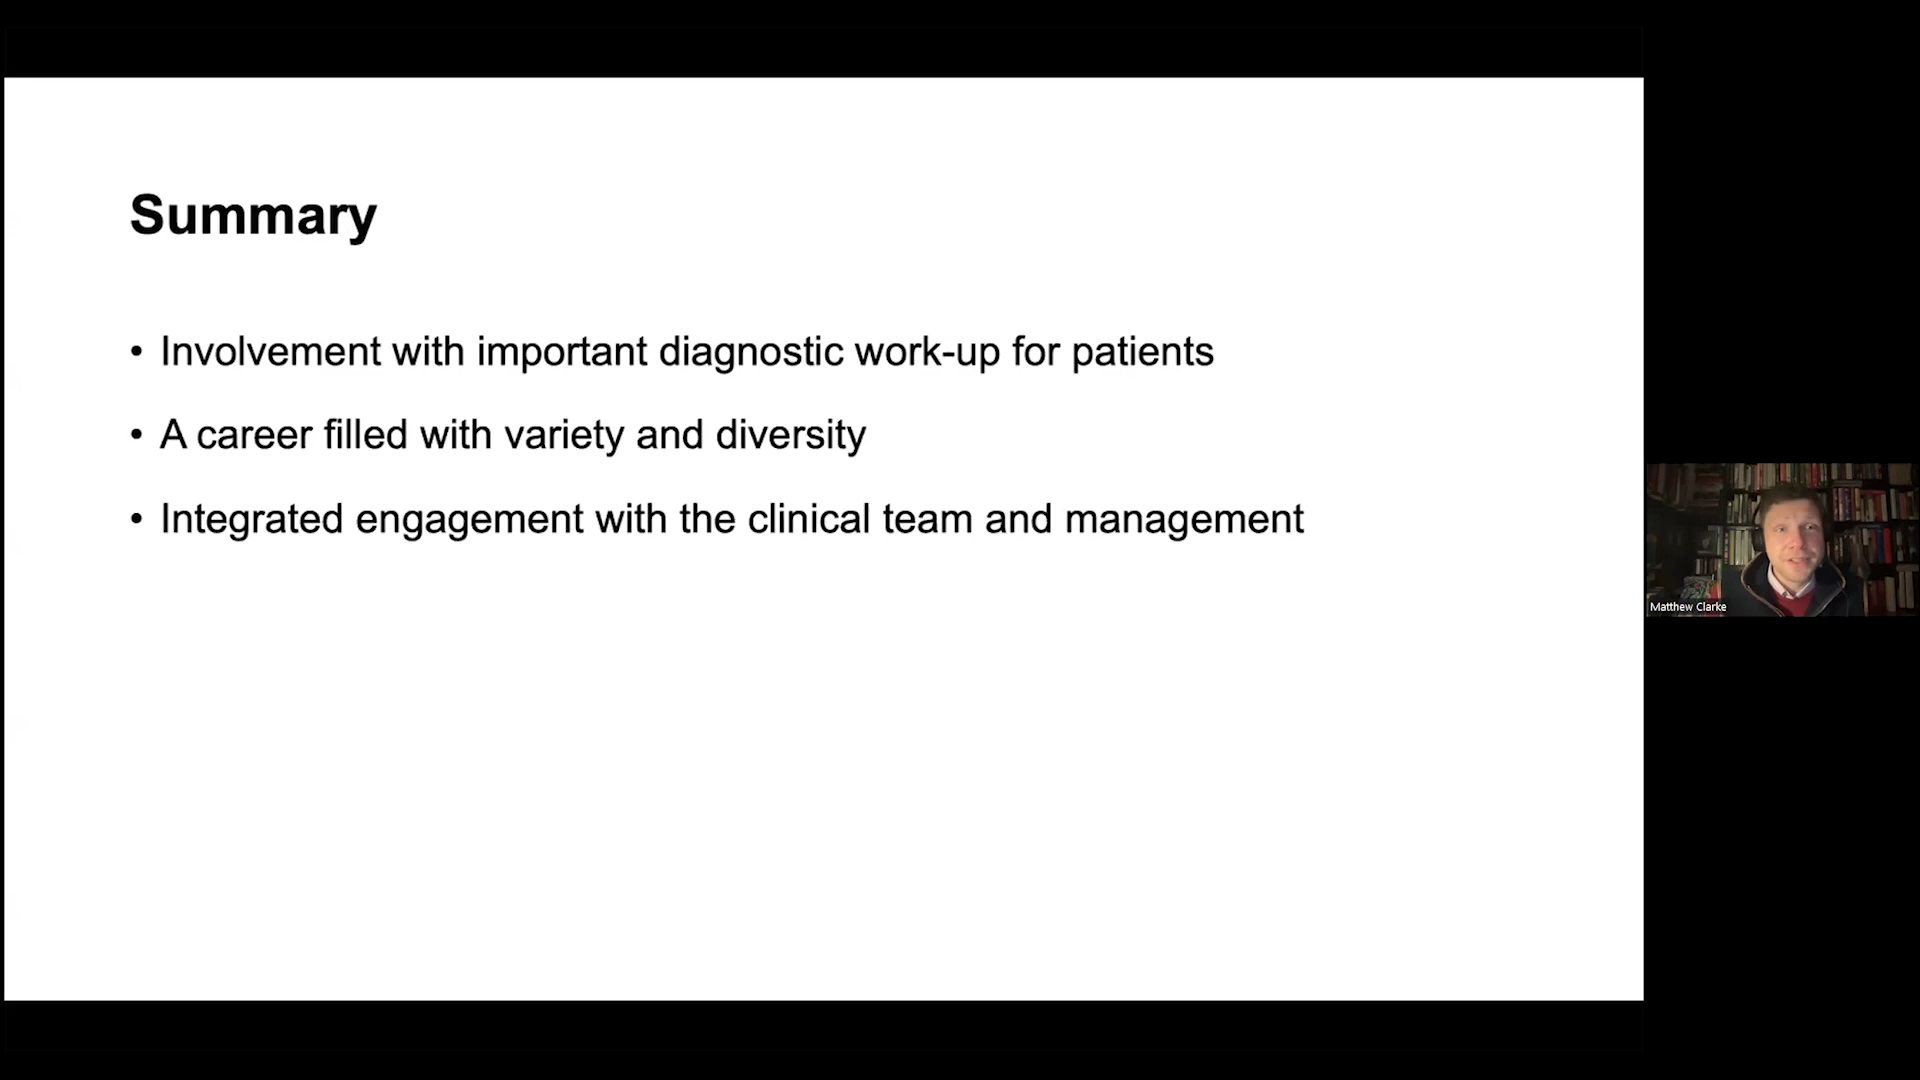 Summary
• Involvement with important diagnostic work-up for patients
• A career filled with variety and diversity
• Integrated engagement with the clinical team and management
Matthew Clarke